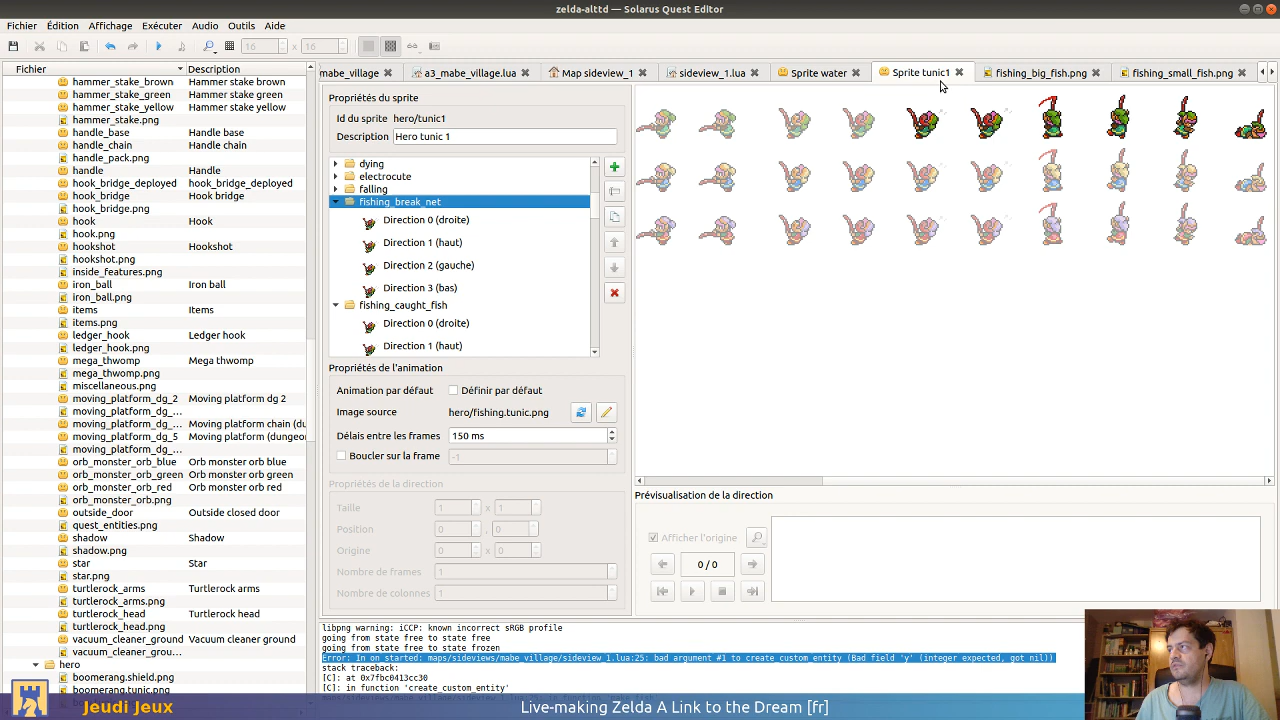 zelda-alttd — Solarus Quest Editor
Fichier Édition Affichage Exécuter Audio Outils Aide
16 x 16
Fichier Description
hammer_stake_brown Hammer stake brown
hammer_stake_green Hammer stake green
hammer_stake_yellow Hammer stake yellow
hammer_stake.png
handle_base Handle base
handle_chain Handle chain
handle_pack.png
handle Handle
hook_bridge_deployed hook_bridge_deployed
hook_bridge Hook bridge
hook_bridge.png
hook Hook
hook.png
hookshot Hookshot
hookshot.png
inside_features.png
iron_ball Iron ball
iron_ball.png
items Items
items.png
ledger_hook Ledger hook
ledger_hook.png
mega_thwomp Mega thwomp
mega_thwomp.png
miscellaneous.png
moving_platform_dg_2 Moving platform dg 2
moving_platform_dg_...
moving_platform_dg_... Moving platform chain (du
moving_platform_dg_5 Moving platform (dungeor
moving_platform_dg_...
orb_monster_orb_blue Orb monster orb blue
orb_monster_orb_green Orb monster orb green
orb_monster_orb_red Orb monster orb red
orb_monster_orb.png
outside_door Outside closed door
quest_entities.png
shadow Shadow
shadow.png
star Star
star.png
turtlerock_arms Turtlerock arms
turtlerock_arms.png
turtlerock_head Turtlerock head
turtlerock_head.png
vacuum_cleaner_ground Vacuum cleaner ground
vacuum_cleaner_grou...
hero
boomerang.shield.png
boomerang.tunic.png
mabe_village a3_mabe_village.lua Map sideview_1 sideview_1.lua Sprite water Sprite tunic1 fishing_big_fish.png fishing_small_fish.png
Propriétés du sprite
Id du sprite hero/tunic1
Description Hero tunic 1
dying
electrocute
falling
fishing_break_net
Direction 0 (droite)
Direction 1 (haut)
Direction 2 (gauche)
Direction 3 (bas)
fishing_caught_fish
Direction 0 (droite)
Direction 1 (haut)
Propriétés de l'animation
Animation par défaut Définir par défaut
Image source hero/fishing.tunic.png
Délais entre les frames 150 ms
Boucler sur la frame -1
Propriétés de la direction
Taille 1 x 1
Position 0 , 0
Origine 0 x 0
Nombre de frames 1
Nombre de colonnes 1
Prévisualisation de la direction
Afficher l'origine
0 / 0
libpng warning: iCCP: known incorrect sRGB profile
going from state free to state free
going from state free to state frozen
Error: In on started: maps/sideviews/mabe_village/sideview_1.lua:25: bad argument #1 to create_custom_entity (Bad field 'y' (integer expected, got nil))
stack traceback:
[C]: at 0x7fbc0413cc30
[C]: in function 'create_custom_entity'
Jeudi Jeux
Live-making Zelda A Link to the Dream [fr]